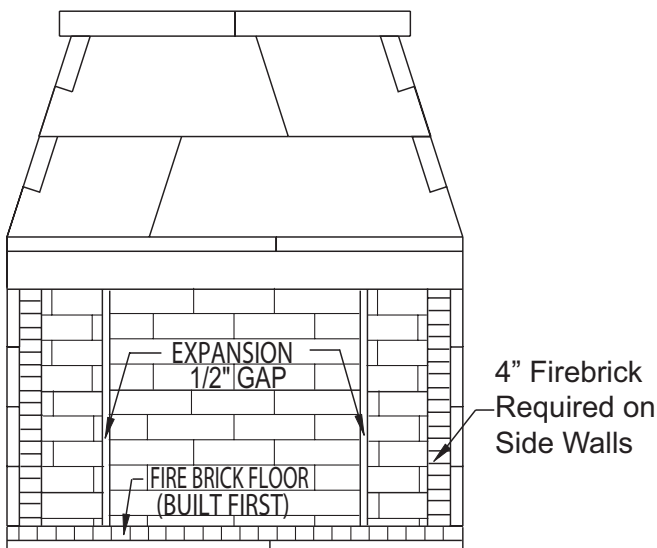 EXPANSION
1/2" GAP
4” Firebrick
Required on
Side Walls
FIRE BRICK FLOOR
(BUILT FIRST)